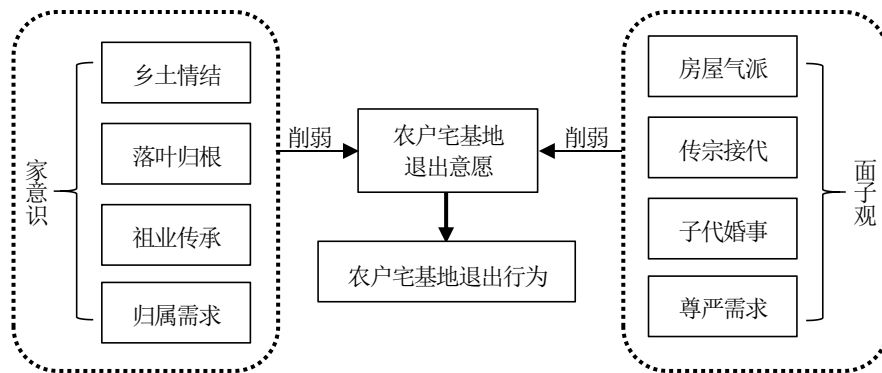 家意识
乡土情结
落叶归根
祖业传承
归属需求
削弱
农户宅基地
退出意愿
农户宅基地退出行为
削弱
房屋气派
传宗接代
子代婚事
尊严需求
面子观